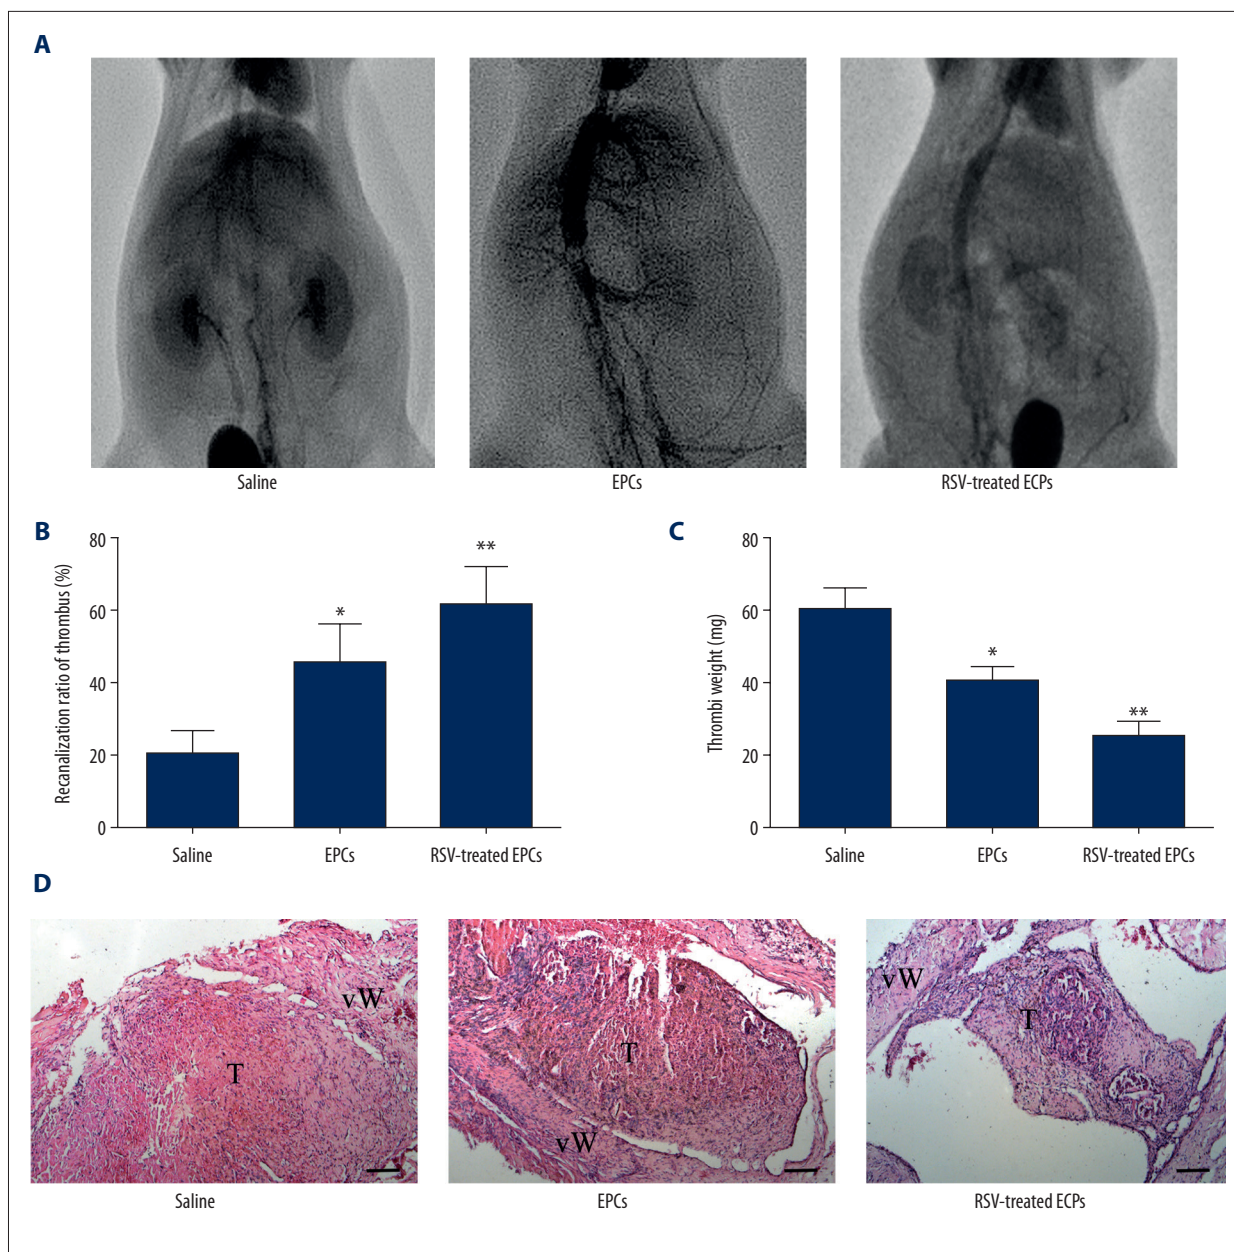 A
Saline
EPCs
RSV-treated ECPs
B
Recanalization ratio of thrombus (%)
80
60
40
20
0
*
**
Saline
EPCs
RSV-treated EPCs
C
Thrombi weight (mg)
80
60
40
20
0
*
**
Saline
EPCs
RSV-treated EPCs
D
vW
T
Saline
T
vW
EPCs
vW
T
RSV-treated ECPs